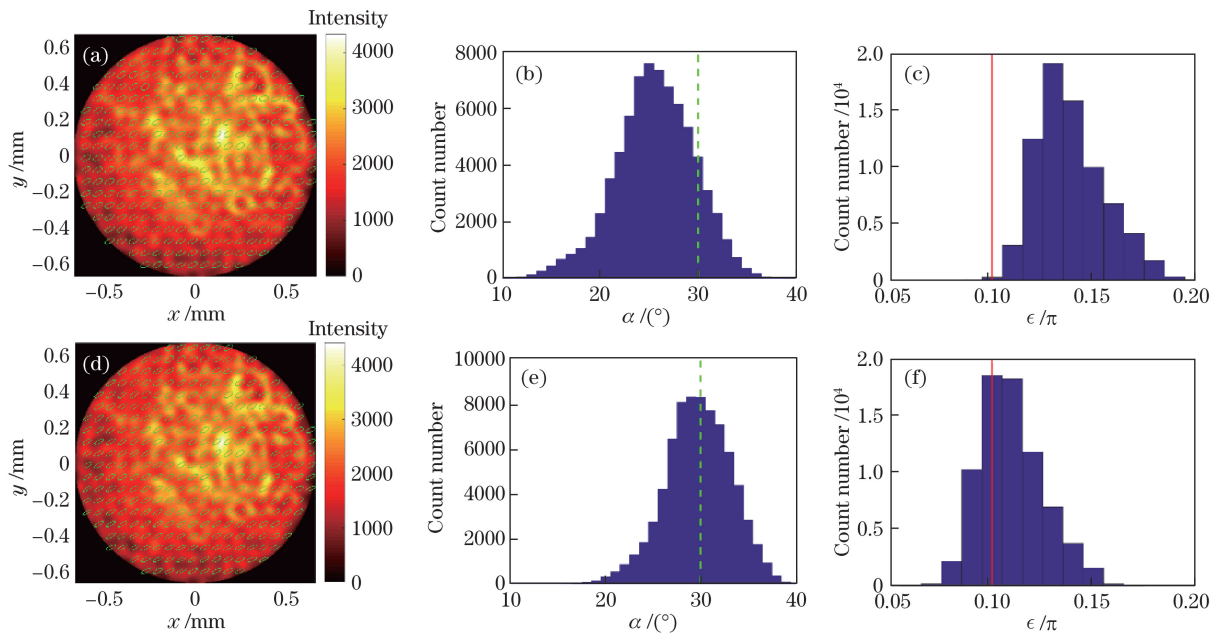 Intensity
(a)
0.6
0.4
0.2
0
−0.2
−0.4
−0.6
y /mm
−0.5 0 0.5
x /mm
4000
3000
2000
1000
0
(b)
8000
6000
4000
2000
0
Count number
10 20 30 40
α /(°)
(c)
2.0
1.5
1.0
0.5
0
Count number /10⁴
0.05 0.10 0.15 0.20
ϵ /π
Intensity
(d)
0.6
0.4
0.2
0
−0.2
−0.4
−0.6
y /mm
−0.5 0 0.5
x /mm
4000
3000
2000
1000
0
(e)
10000
8000
6000
4000
2000
0
Count number
10 20 30 40
α /(°)
(f)
2.0
1.5
1.0
0.5
0
Count number /10⁴
0.05 0.10 0.15 0.20
ϵ /π